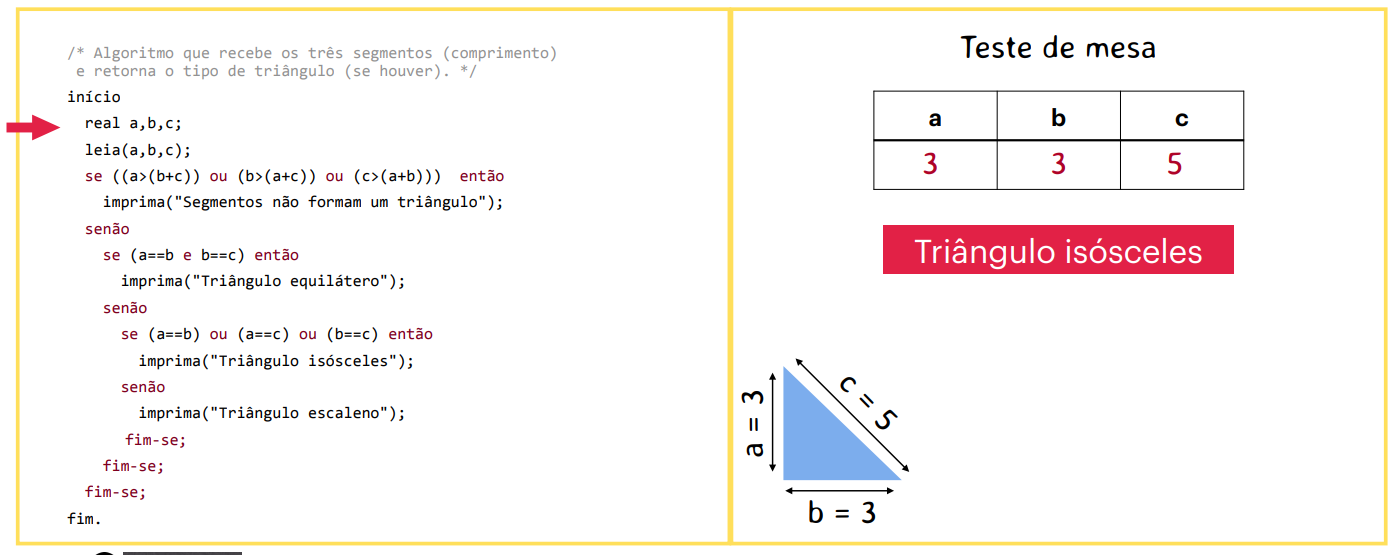 /* Algoritmo que recebe os três segmentos (comprimento)
e retorna o tipo de triângulo (se houver). */
início
real a,b,c;
leia(a,b,c);
se ((a>(b+c)) ou (b>(a+c)) ou (c>(a+b))) então
imprima("Segmentos não formam um triângulo");
senão
se (a==b e b==c) então
imprima("Triângulo equilátero");
senão
se (a==b) ou (a==c) ou (b==c) então
imprima("Triângulo isósceles");
senão
imprima("Triângulo escaleno");
fim-se;
fim-se;
fim-se;
fim.
Teste de mesa
a b c
3 3 5
Triângulo isósceles
a = 3
c = 5
b = 3